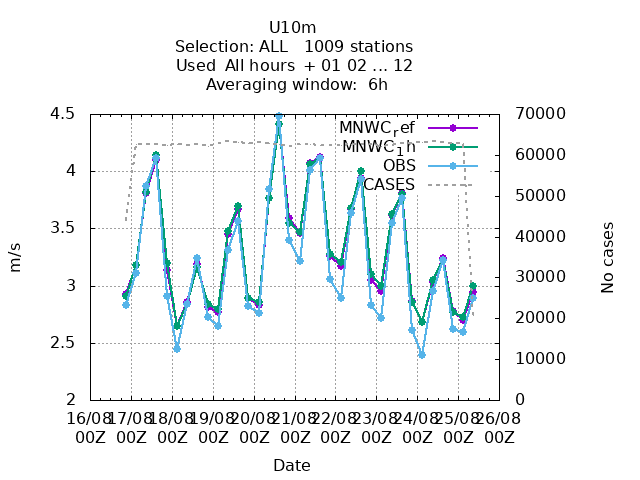 U10m
Selection: ALL   1009 stations
Used  All hours  + 01 02 ... 12
Averaging window:  6h
4.5
4
3.5
3
2.5
2
m/s
70000
60000
50000
40000
30000
20000
10000
0
No cases
MNWC_ref
MNWC_1h
OBS
CASES
16/08 17/08 18/08 19/08 20/08 21/08 22/08 23/08 24/08 25/08 26/08
00Z 00Z 00Z 00Z 00Z 00Z 00Z 00Z 00Z 00Z 00Z
Date